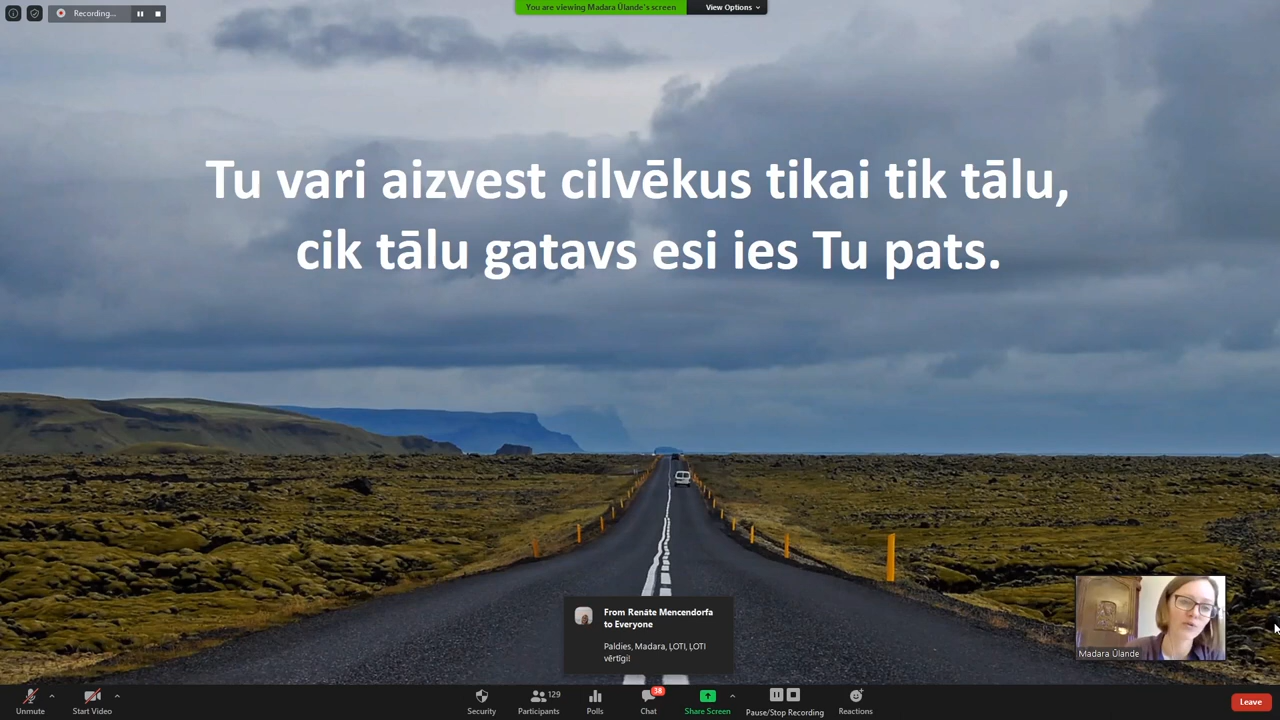 Recording...
You are viewing Madara Ūlande's screen
View Options
Tu vari aizvest cilvēkus tikai tik tālu,
cik tālu gatavs esi ies Tu pats.
From Renāte Mencendorfa
to Everyone
Paldies, Madara, ĻOTI, ĻOTI
vērtīgi!
Madara Ūlande
Unmute
Start Video
Security
Participants
129
Polls
Chat
38
Share Screen
Pause/Stop Recording
Reactions
Leave